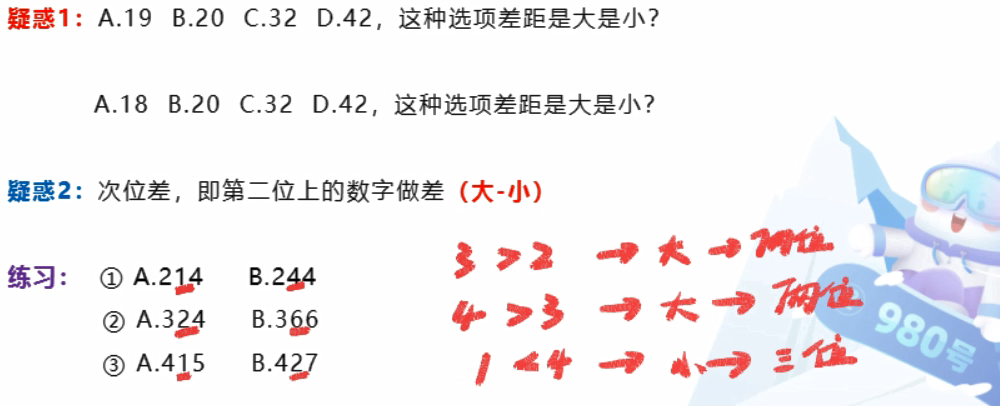 疑惑1：A.19 B.20 C.32 D.42，这种选项差距是大是小？
A.18 B.20 C.32 D.42，这种选项差距是大是小？
疑惑2：次位差，即第二位上的数字做差（大-小）
练习：① A.214 B.244 3>2 → 大 → 两位
② A.324 B.366 4>3 → 大 → 两位
③ A.415 B.427 1<4 → 小 → 三位
980号